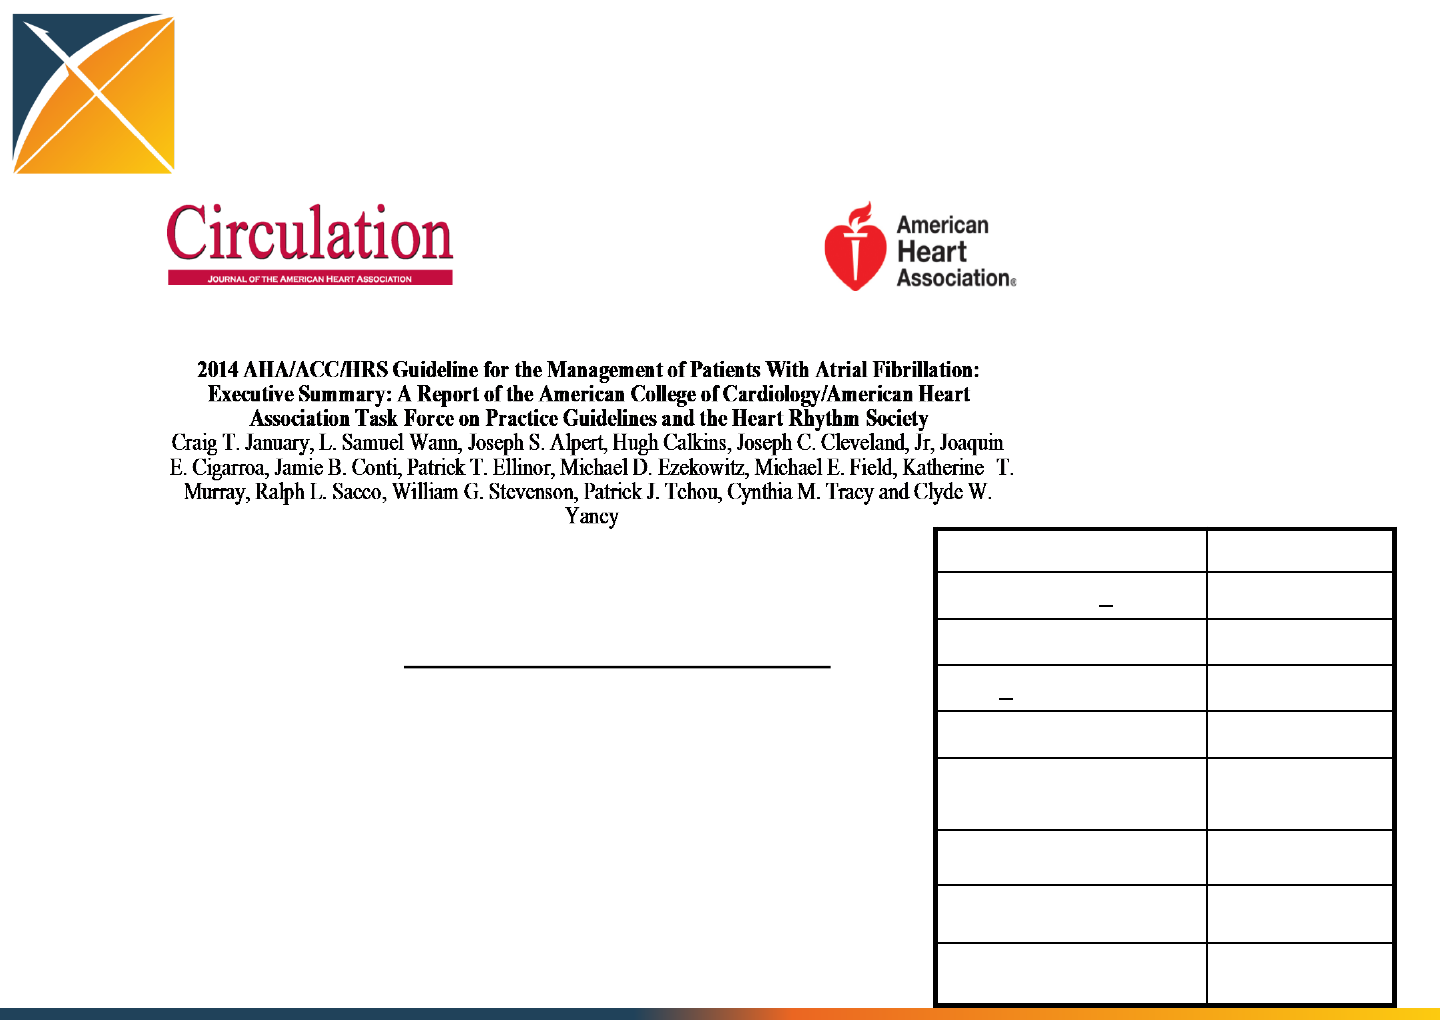 Circulation
JOURNAL OF THE AMERICAN HEART ASSOCIATION
American
Heart
Association®
2014 AHA/ACC/HRS Guideline for the Management of Patients With Atrial Fibrillation:
Executive Summary: A Report of the American College of Cardiology/American Heart
Association Task Force on Practice Guidelines and the Heart Rhythm Society
Craig T. January, L. Samuel Wann, Joseph S. Alpert, Hugh Calkins, Joseph C. Cleveland, Jr, Joaquin
E. Cigarroa, Jamie B. Conti, Patrick T. Ellinor, Michael D. Ezekowitz, Michael E. Field, Katherine T.
Murray, Ralph L. Sacco, William G. Stevenson, Patrick J. Tchou, Cynthia M. Tracy and Clyde W.
Yancy